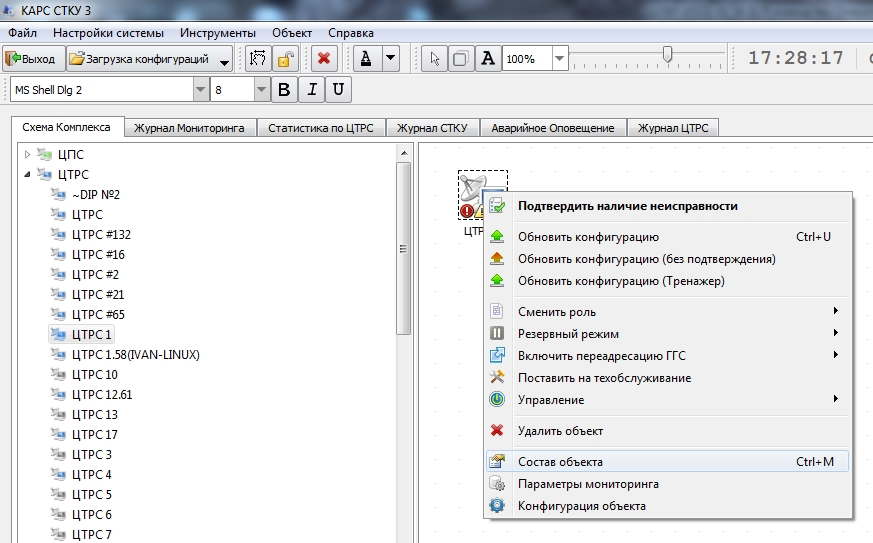 КАРС СТКУ 3
Файл Настройки системы Инструменты Объект Справка
Выход Загрузка конфигураций A A 100% 17:28:17
MS Shell Dlg 2 8 B I U
Схема Комплекса Журнал Мониторинга Статистика по ЦТРС Журнал СТКУ Аварийное Оповещение Журнал ЦТРС
ЦПС
ЦТРС
~DIP №2
ЦТРС
ЦТРС #132
ЦТРС #16
ЦТРС #2
ЦТРС #21
ЦТРС #65
ЦТРС 1
ЦТРС 1.58(IVAN-LINUX)
ЦТРС 10
ЦТРС 12.61
ЦТРС 13
ЦТРС 17
ЦТРС 3
ЦТРС 4
ЦТРС 5
ЦТРС 6
ЦТРС 7
Подтвердить наличие неисправности
Обновить конфигурацию Ctrl+U
Обновить конфигурацию (без подтверждения)
Обновить конфигурацию (Тренажер)
Сменить роль
Резервный режим
Включить переадресацию ГГС
Поставить на техобслуживание
Управление
Удалить объект
Состав объекта Ctrl+M
Параметры мониторинга
Конфигурация объекта